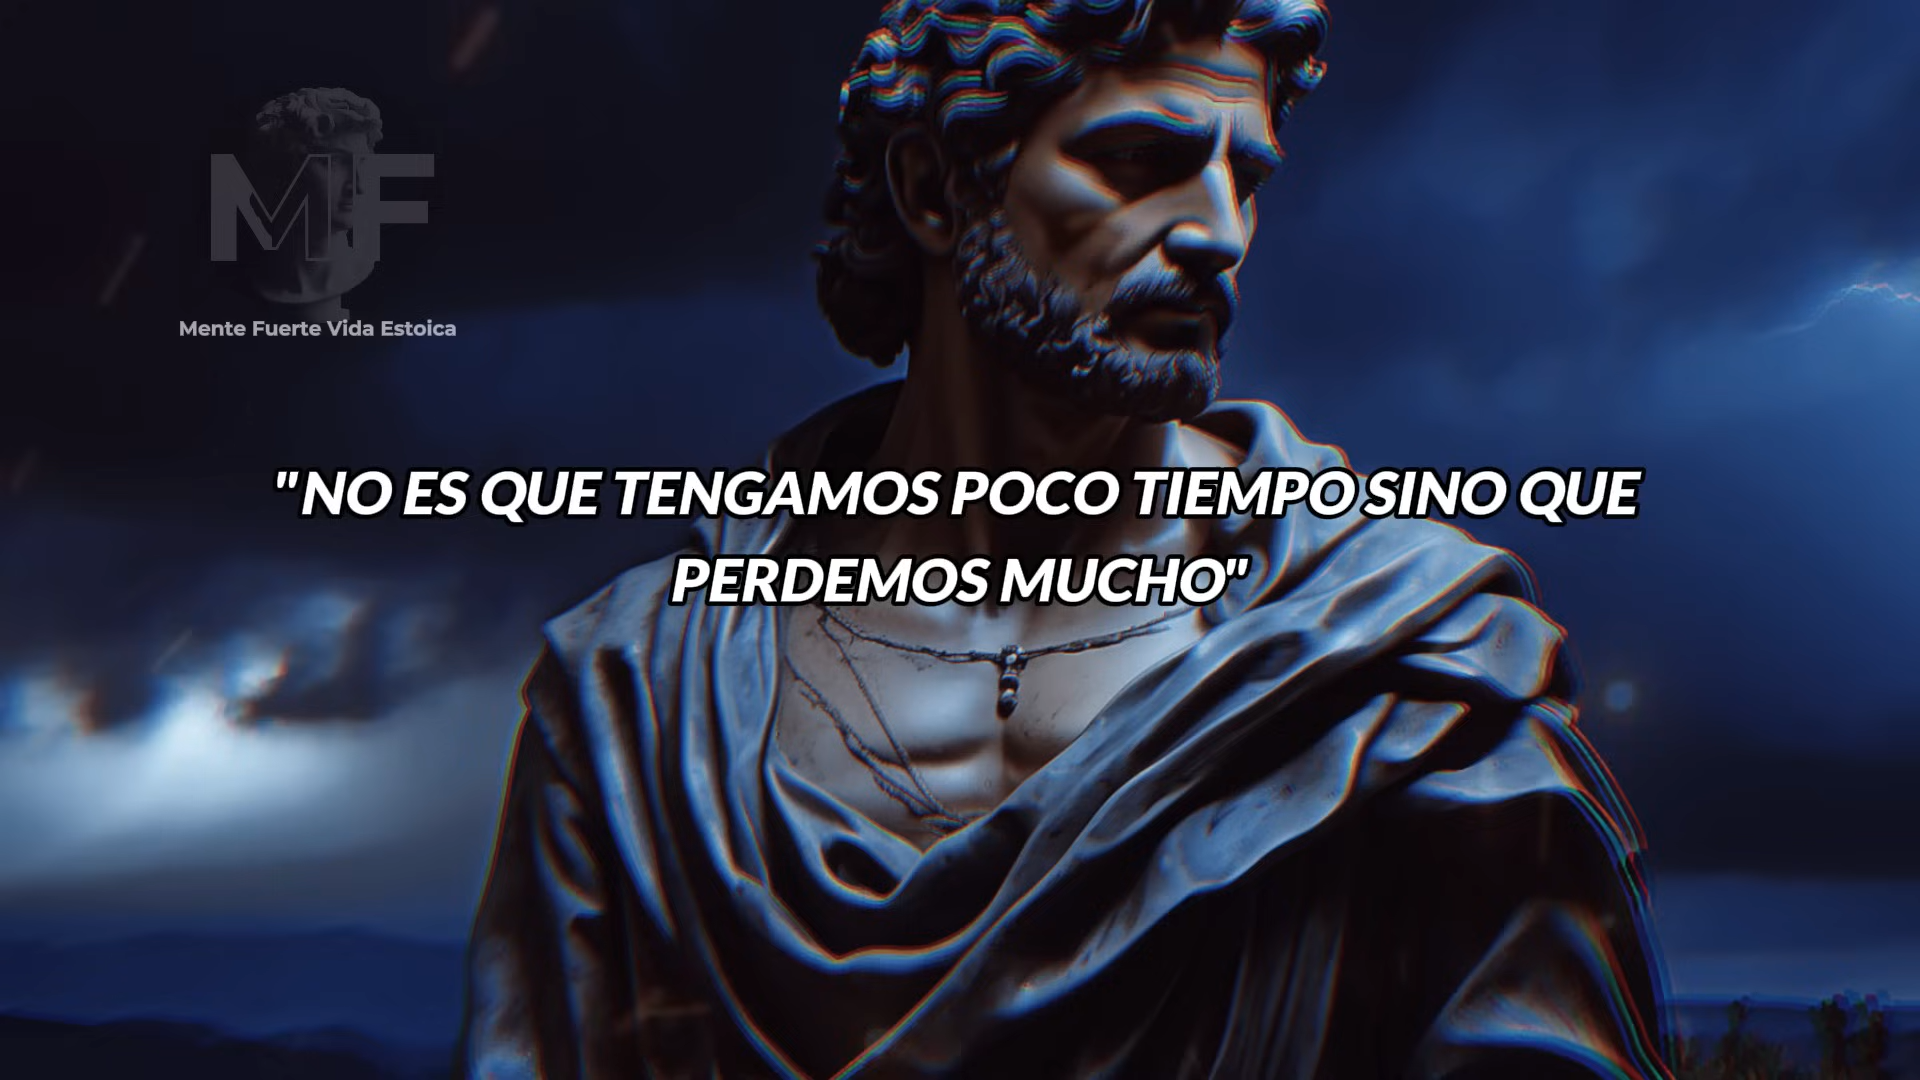 MF
Mente Fuerte Vida Estoica
"NO ES QUE TENGAMOS POCO TIEMPO SINO QUE
PERDEMOS MUCHO"